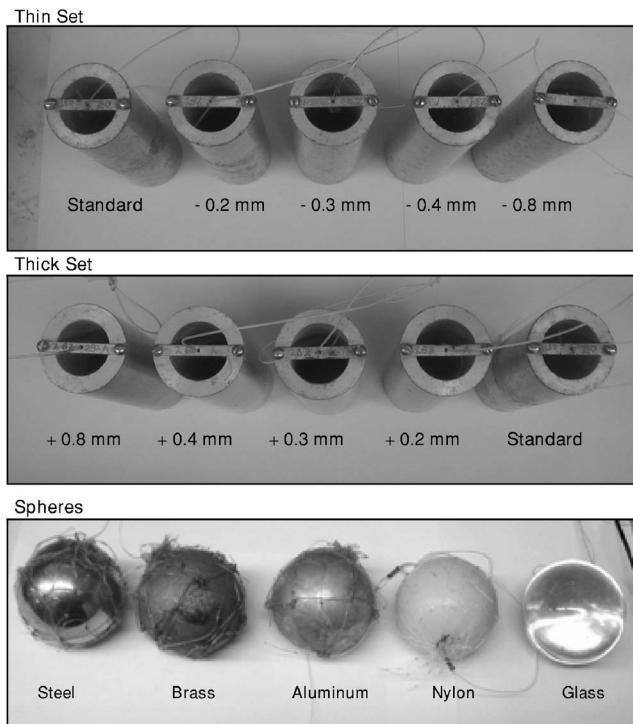 Thin Set
Standard - 0.2 mm - 0.3 mm - 0.4 mm - 0.8 mm
Thick Set
+ 0.8 mm + 0.4 mm + 0.3 mm + 0.2 mm Standard
Spheres
Steel Brass Aluminum Nylon Glass